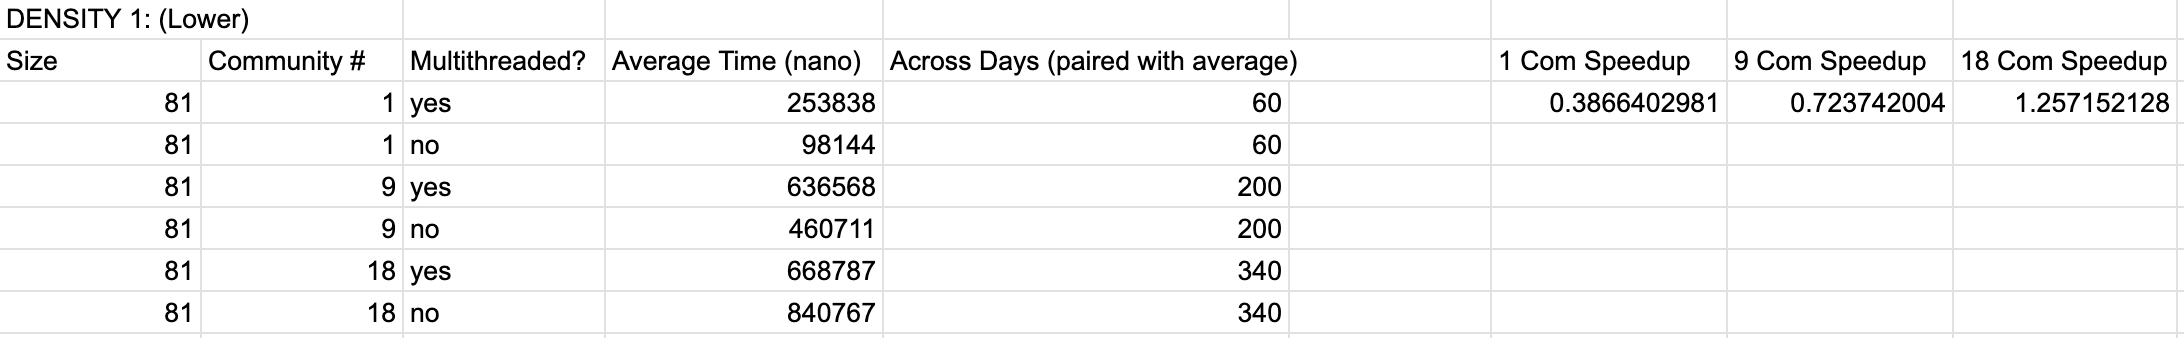 DENSITY 1: (Lower)
Size Community # Multithreaded? Average Time (nano) Across Days (paired with average) 1 Com Speedup 9 Com Speedup 18 Com Speedup
81 1 yes 253838 60 0.3866402981 0.723742004 1.257152128
81 1 no 98144 60
81 9 yes 636568 200
81 9 no 460711 200
81 18 yes 668787 340
81 18 no 840767 340